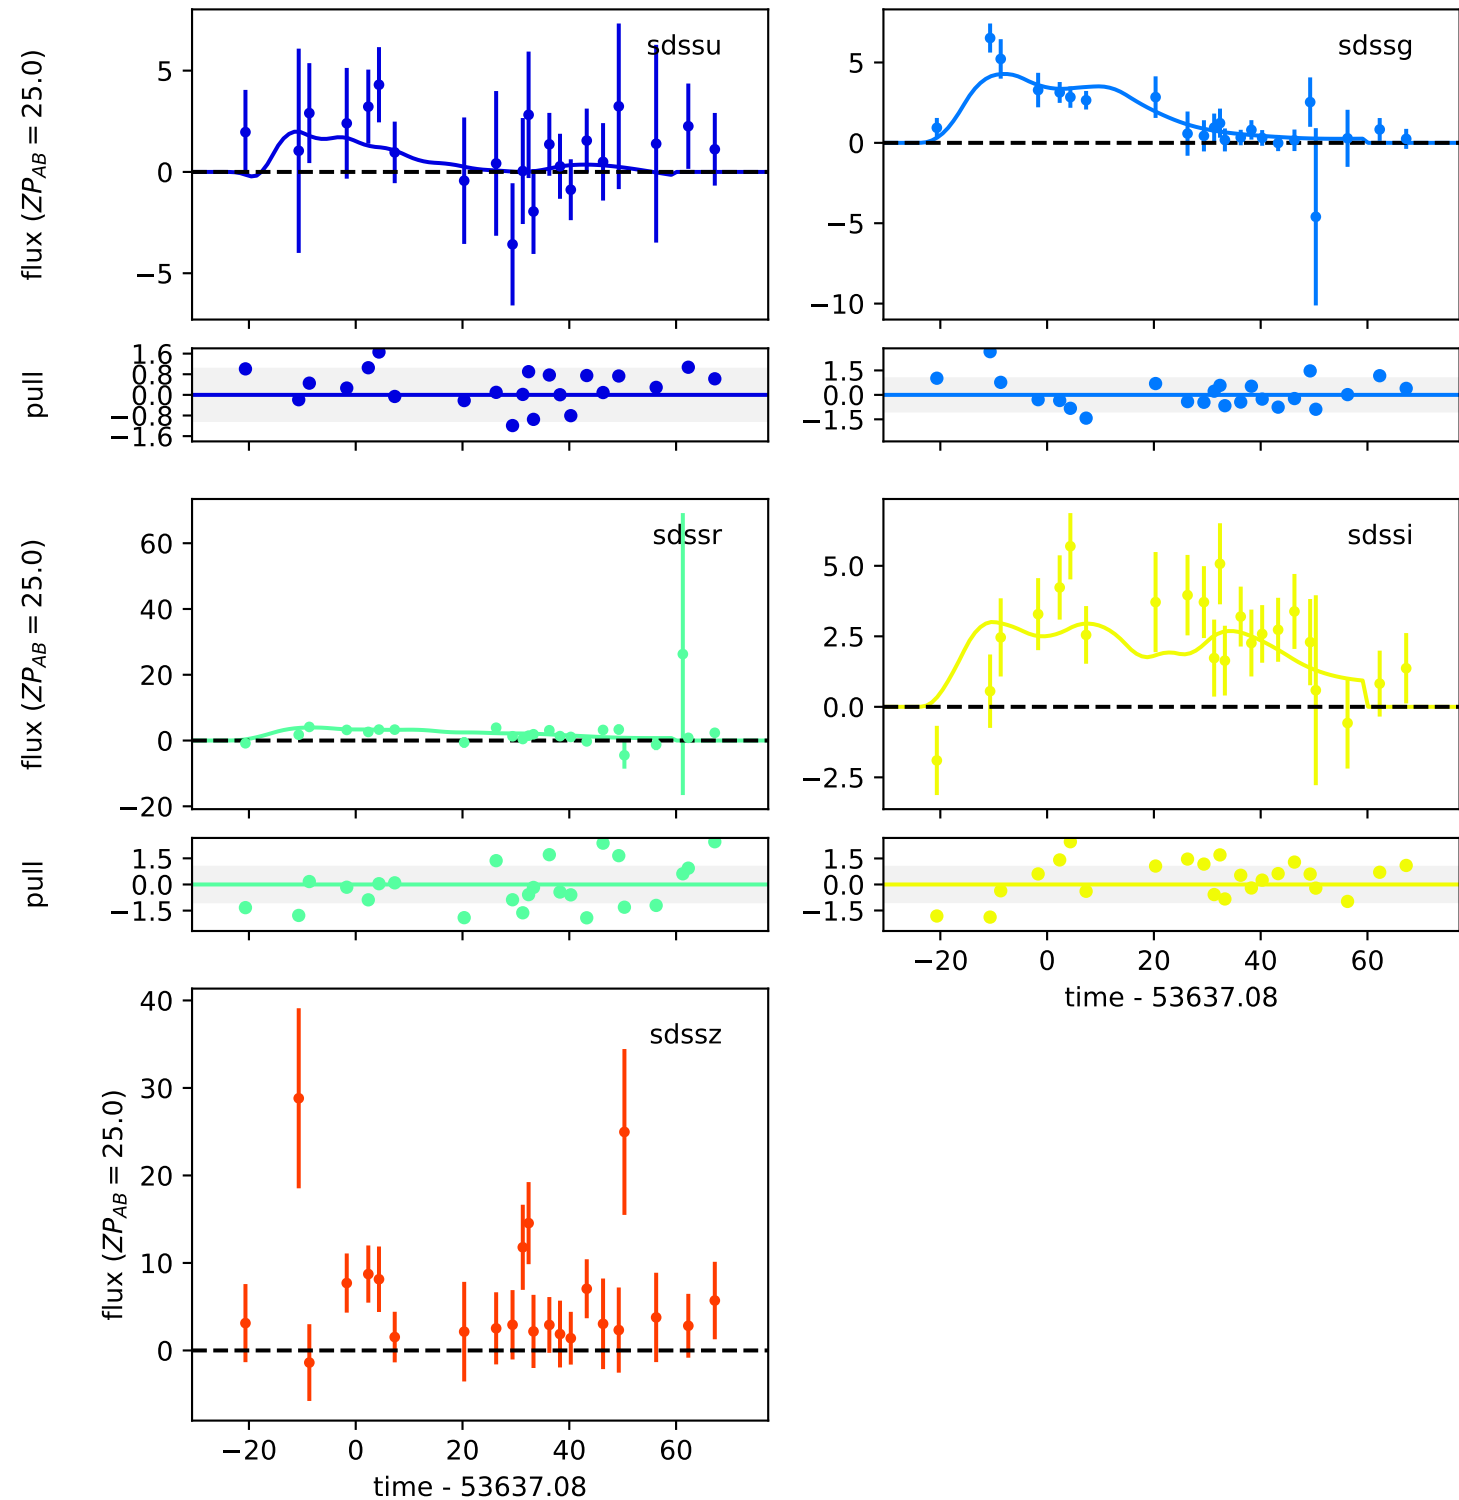 flux (ZP_AB = 25.0)
5
0
−5
sdssu
5
0
−5
−10
sdssg
pull
1.6
0.8
0.0
−0.8
−1.6
1.5
0.0
−1.5
flux (ZP_AB = 25.0)
60
40
20
0
−20
sdssr
5.0
2.5
0.0
−2.5
sdssi
pull
1.5
0.0
−1.5
1.5
0.0
−1.5
−20 0 20 40 60
time - 53637.08
flux (ZP_AB = 25.0)
40
30
20
10
0
sdssz
−20 0 20 40 60
time - 53637.08